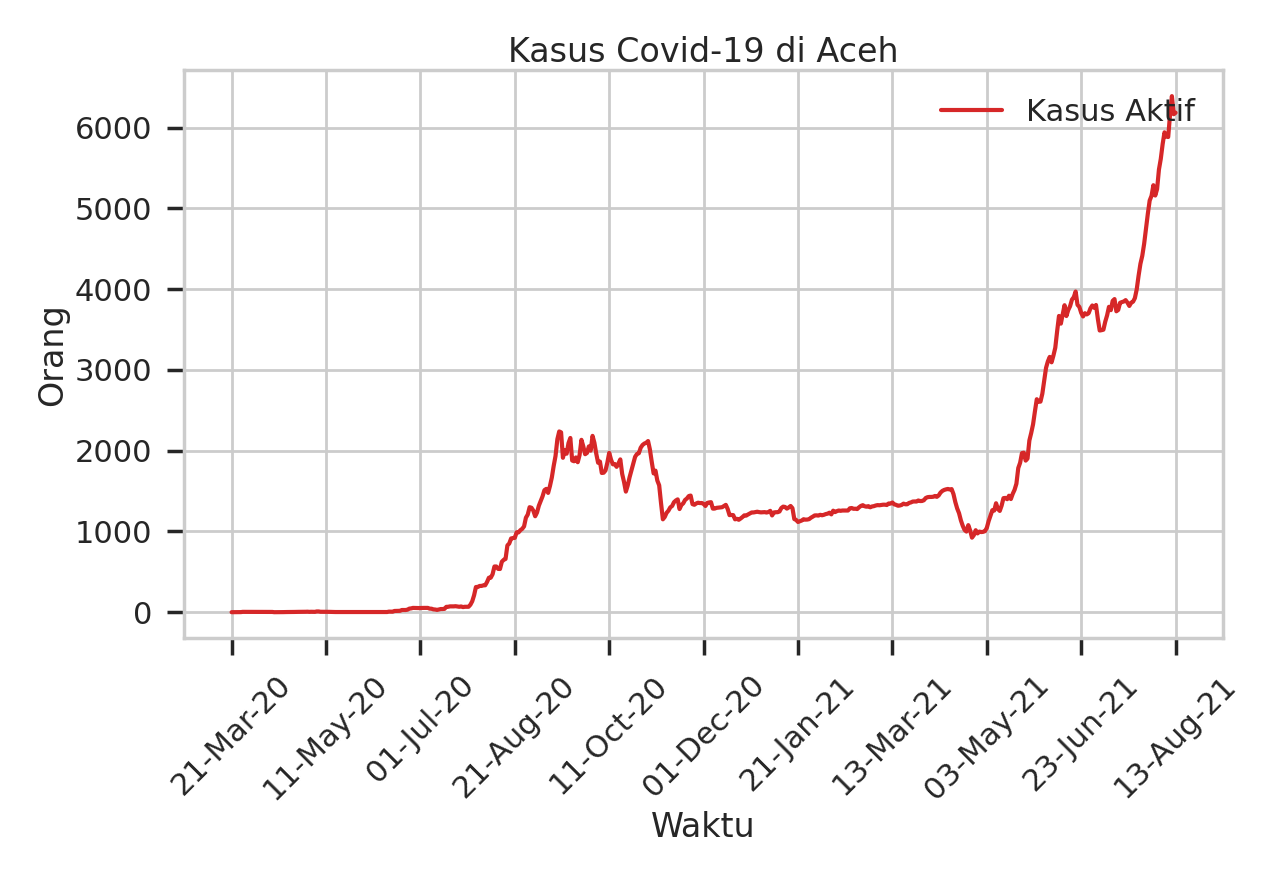 Kasus Covid-19 di Aceh
Kasus Aktif
Orang
6000
5000
4000
3000
2000
1000
0
21-Mar-20
11-May-20
01-Jul-20
21-Aug-20
11-Oct-20
01-Dec-20
21-Jan-21
13-Mar-21
03-May-21
23-Jun-21
13-Aug-21
Waktu